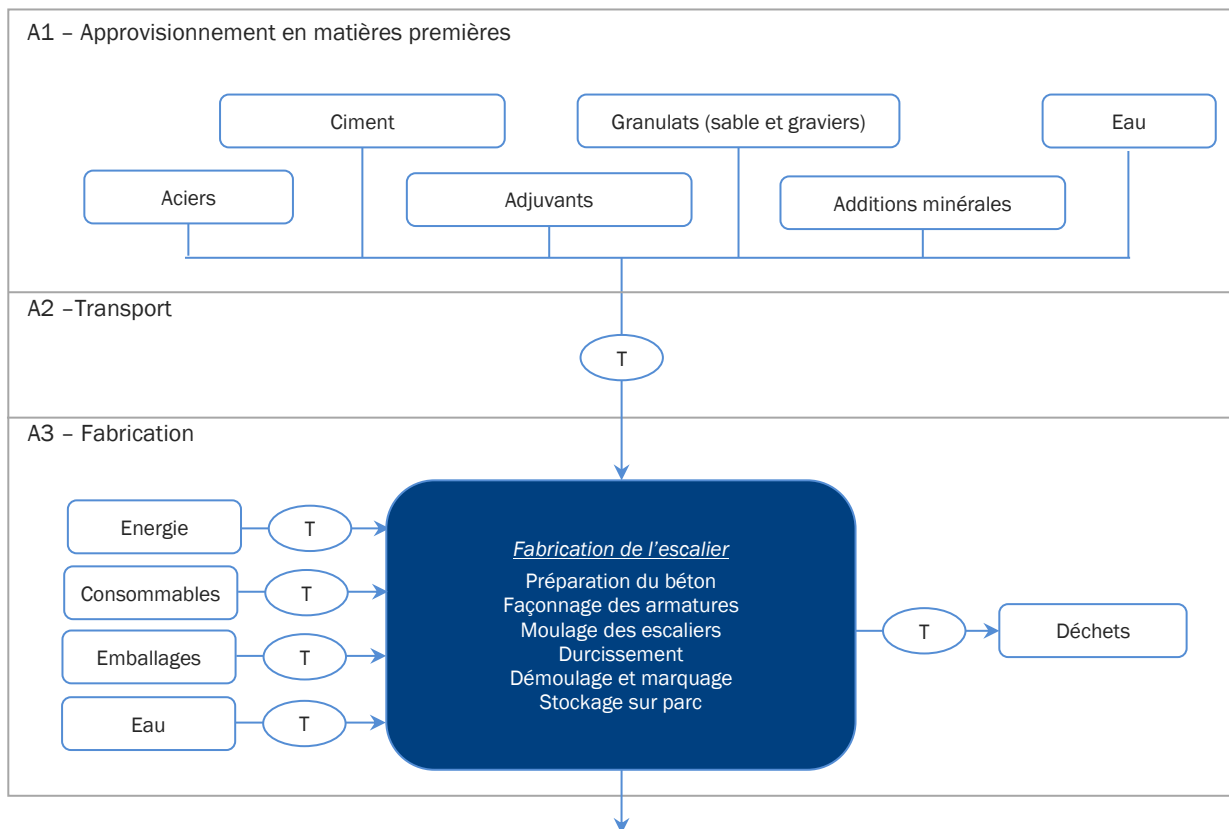 A1 – Approvisionnement en matières premières
Ciment
Granulats (sable et graviers)
Eau
Aciers
Adjuvants
Additions minérales
A2 –Transport
T
A3 – Fabrication
Energie
T
Consommables
T
Emballages
T
Eau
T
Fabrication de l’escalier
Préparation du béton
Façonnage des armatures
Moulage des escaliers
Durcissement
Démoulage et marquage
Stockage sur parc
T
Déchets